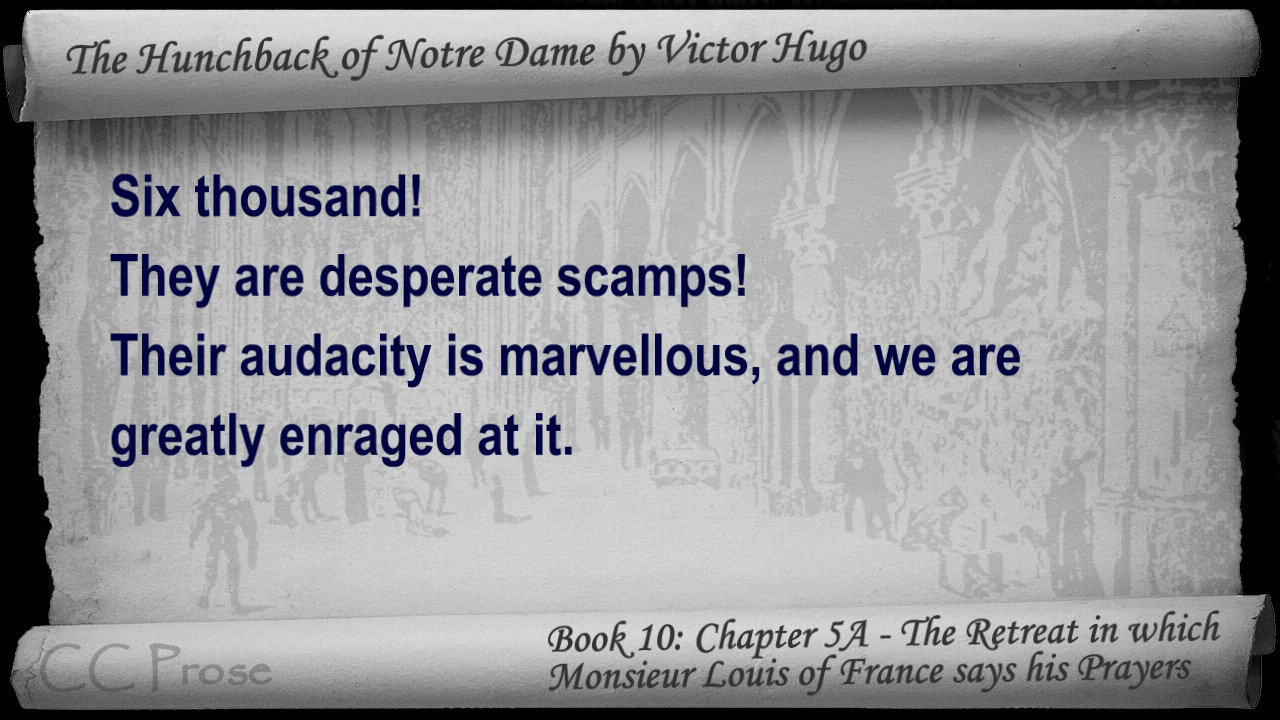 The Hunchback of Notre Dame by Victor Hugo
Six thousand!
They are desperate scamps!
Their audacity is marvellous, and we are
greatly enraged at it.
CC Prose
Book 10: Chapter 5A - The Retreat in which
Monsieur Louis of France says his Prayers